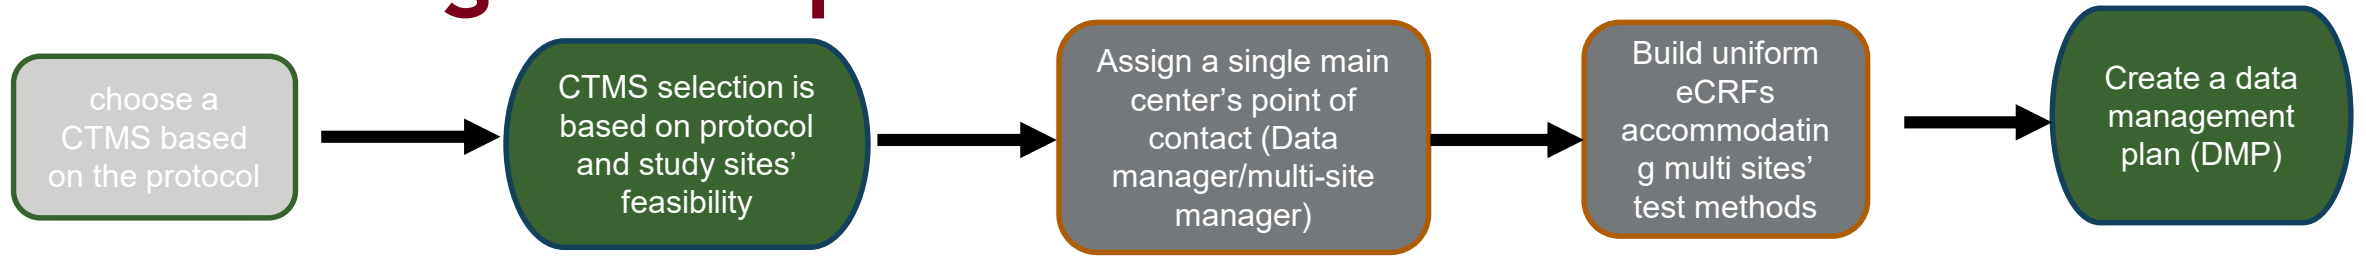 choose a
CTMS based
on the protocol
CTMS selection is
based on protocol
and study sites’
feasibility
Assign a single main
center’s point of
contact (Data
manager/multi-site
manager)
Build uniform
eCRFs
accommodatin
g multi sites’
test methods
Create a data
management
plan (DMP)